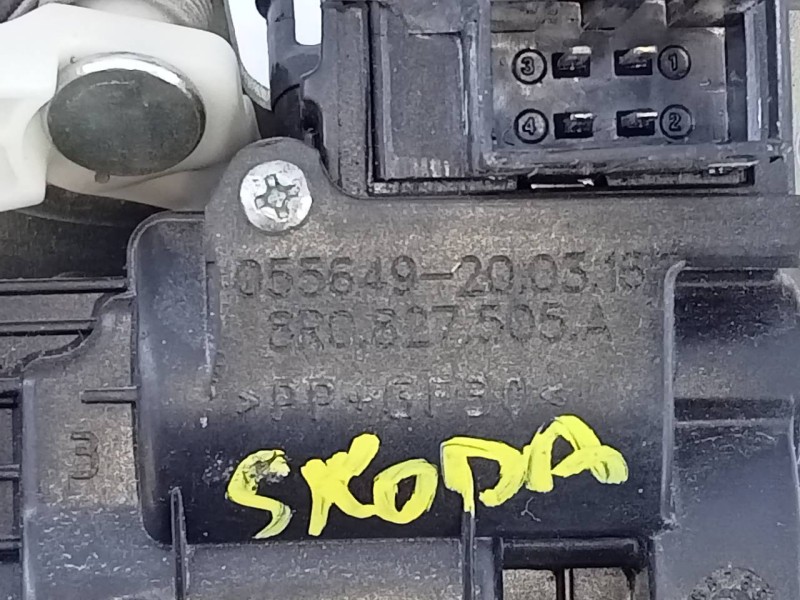 3 1
4 2
055649-20.03.15
8R0.827.505.A
>PP+GF30<
SKODA